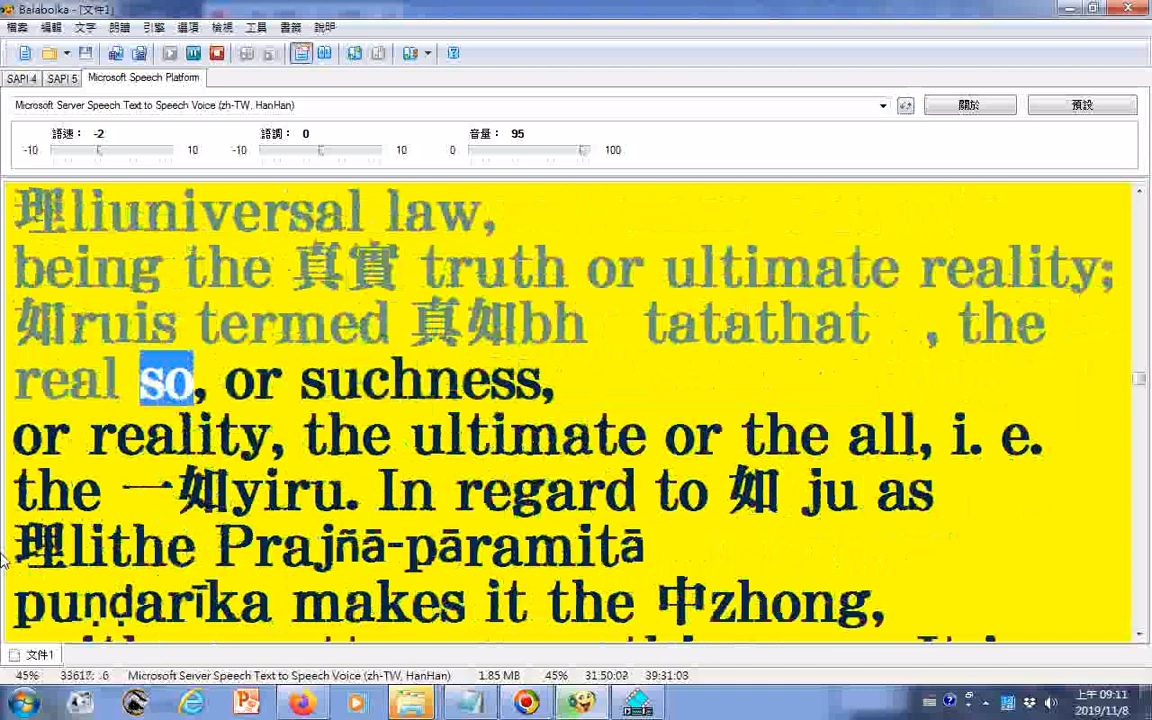 Balabolka - [文件1]
檔案 編輯 文字 朗讀 引擎 選項 檢視 工具 書籤 說明
SAPI 4 SAPI 5 Microsoft Speech Platform
Microsoft Server Speech Text to Speech Voice (zh-TW, HanHan) 關於 預設
語速： -2 語調： 0 音量： 95
-10 10 -10 10 0 100
理liuniversal law,
being the 真實 truth or ultimate reality;
如ruis termed 真如bh tatathat , the
real so, or suchness,
or reality, the ultimate or the all, i. e.
the 一如yiru. In regard to 如 ju as
理lithe Prajñā-pāramitā
puṇḍarīka makes it the 中zhong,
文件1
45% Microsoft Server Speech Text to Speech Voice (zh-TW, HanHan) 1.85 MB 45% 31:50:03 39:31:03
上午 09:11
2019/11/8